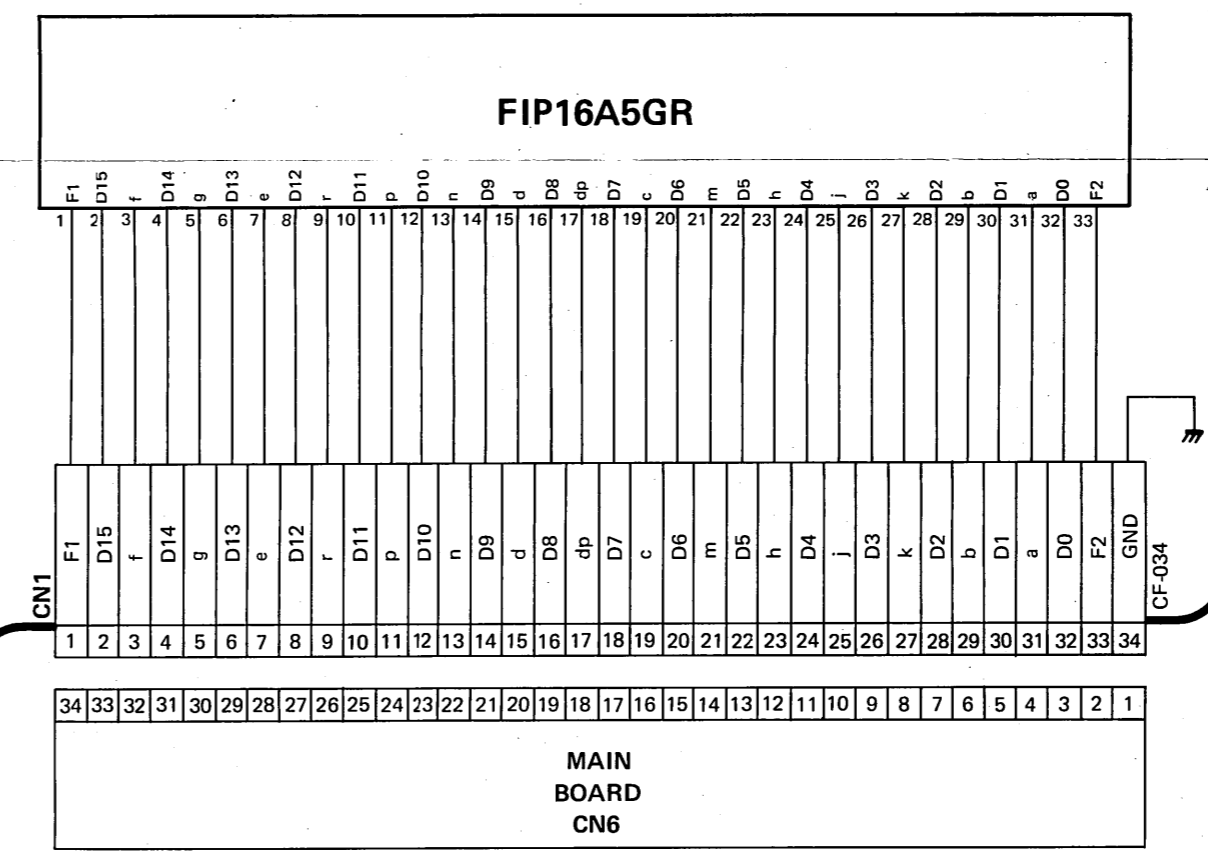 FIP16A5GR
F1 D15 f D14 g D13 e D12 r D11 p D10 n D9 d D8 dp D7 c D6 m D5 h D4 j D3 k D2 b D1 a D0 F2
1 2 3 4 5 6 7 8 9 10 11 12 13 14 15 16 17 18 19 20 21 22 23 24 25 26 27 28 29 30 31 32 33
CN1
F1 D15 f D14 g D13 e D12 r D11 p D10 n D9 d D8 dp D7 c D6 m D5 h D4 j D3 k D2 b D1 a D0 F2 GND
CF-034
1 2 3 4 5 6 7 8 9 10 11 12 13 14 15 16 17 18 19 20 21 22 23 24 25 26 27 28 29 30 31 32 33 34
34 33 32 31 30 29 28 27 26 25 24 23 22 21 20 19 18 17 16 15 14 13 12 11 10 9 8 7 6 5 4 3 2 1
MAIN
BOARD
CN6